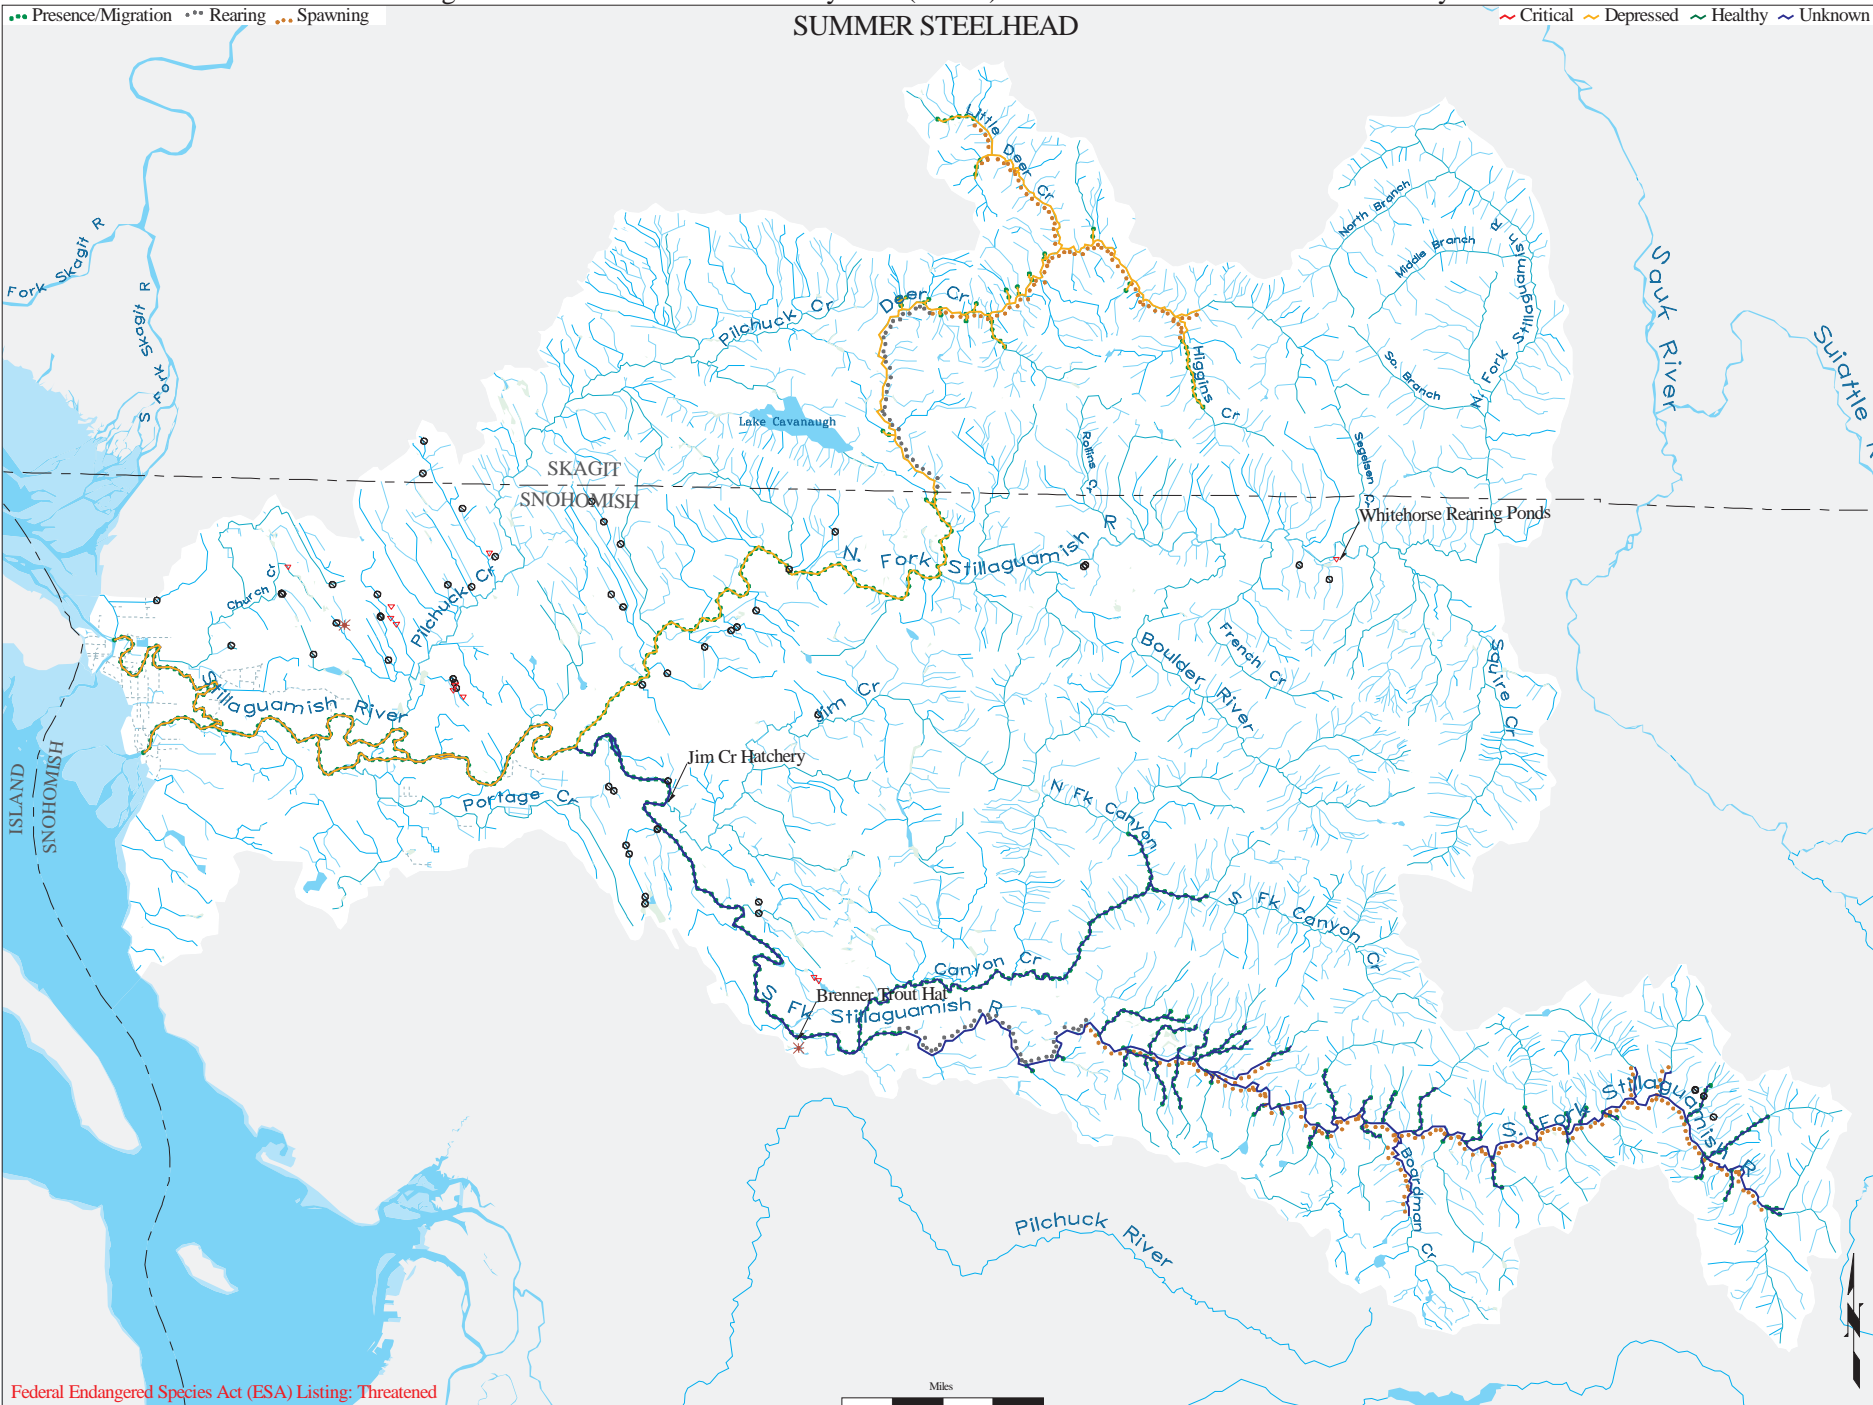 Presence/Migration Rearing Spawning
SUMMER STEELHEAD
Critical Depressed Healthy Unknown
Little Deer Cr
North Branch
Middle Branch
N. Fork Stillaguamish R
So. Branch
Sauk River
Suiattle
Fork Skagit R
S Fork Skagit R
Pilchuck Cr
Deer Cr
Higgins Cr
Lake Cavanaugh
Rollins Cr
Segelsen Cr
SKAGIT
SNOHOMISH
Whitehorse Rearing Ponds
N. Fork Stillaguamish R
Church Cr
Pilchuck Cr
Boulder River
French Cr
Squire Cr
Stillaguamish River
Jim Cr
Jim Cr Hatchery
ISLAND
SNOHOMISH
Portage Cr
N Fk Canyon
S Fk Canyon Cr
Canyon Cr
Brenner Trout Hat
S Fk Stillaguamish R
S. Fork Stillaguamish R
Boardman Cr
Pilchuck River
N
Federal Endangered Species Act (ESA) Listing: Threatened
Miles